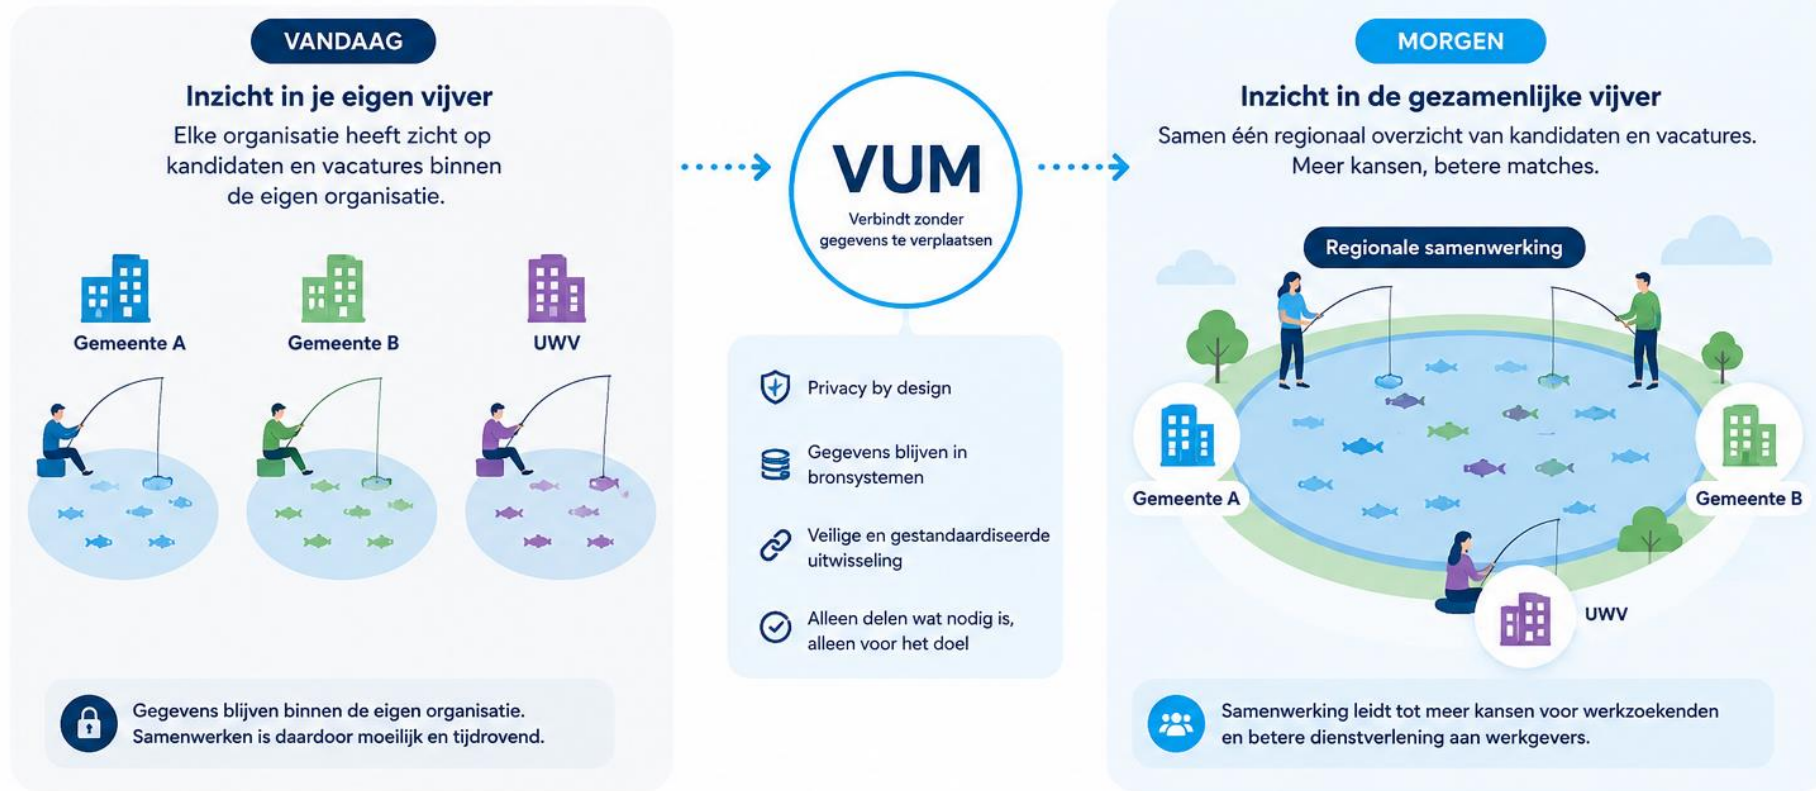 VANDAAG
Inzicht in je eigen vijver
Elke organisatie heeft zicht op
kandidaten en vacatures binnen
de eigen organisatie.
Gemeente A
Gemeente B
UWV
Gegevens blijven binnen de eigen organisatie.
Samenwerken is daardoor moeilijk en tijdrovend.
VUM
Verbindt zonder
gegevens te verplaatsen
Privacy by design
Gegevens blijven in
bronsystemen
Veilige en gestandaardiseerde
uitwisseling
Alleen delen wat nodig is,
alleen voor het doel
MORGEN
Inzicht in de gezamenlijke vijver
Samen één regionaal overzicht van kandidaten en vacatures.
Meer kansen, betere matches.
Regionale samenwerking
Gemeente A
Gemeente B
UWV
Samenwerking leidt tot meer kansen voor werkzoekenden
en betere dienstverlening aan werkgevers.